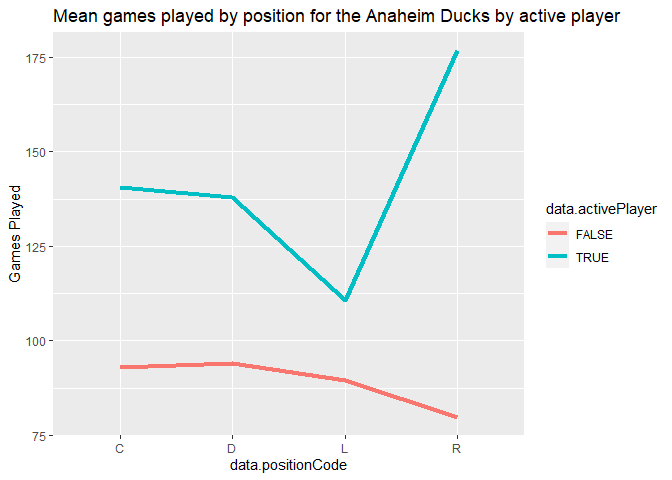 Mean games played by position for the Anaheim Ducks by active player
175
150
125
100
75
Games Played
C D L R
data.positionCode
data.activePlayer
FALSE
TRUE